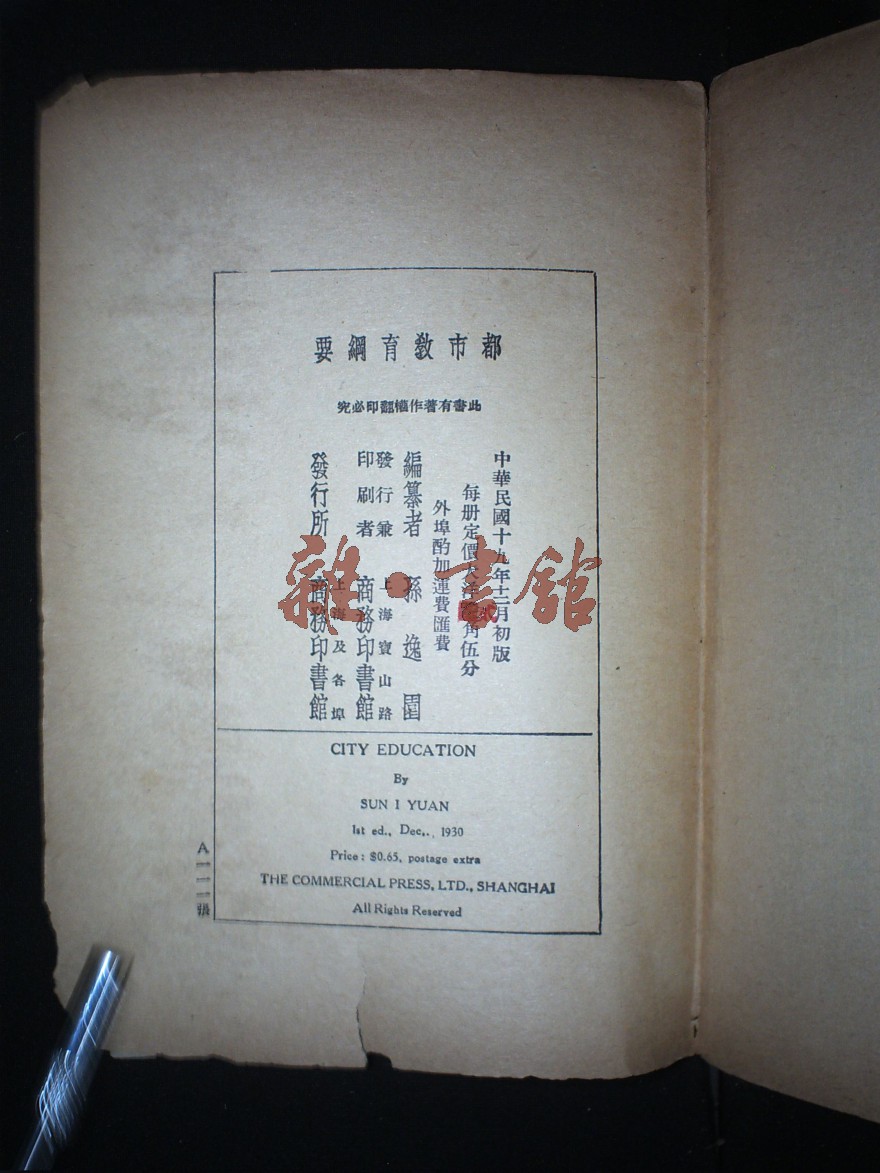 都市教育綱要
此書有著作權翻印必究
中華民國十九年十二月初版
每册定價大洋角伍分
外埠酌加運費匯費
編纂者 孫逸園
發行兼印刷者 上海寶山路 商務印書館
發行所 上海及各埠 商務印書館
CITY EDUCATION
By
SUN I YUAN
1st ed., Dec,., 1930
Price: $0.65, postage extra
THE COMMERCIAL PRESS, LTD., SHANGHAI
All Rights Reserved
雜·書館